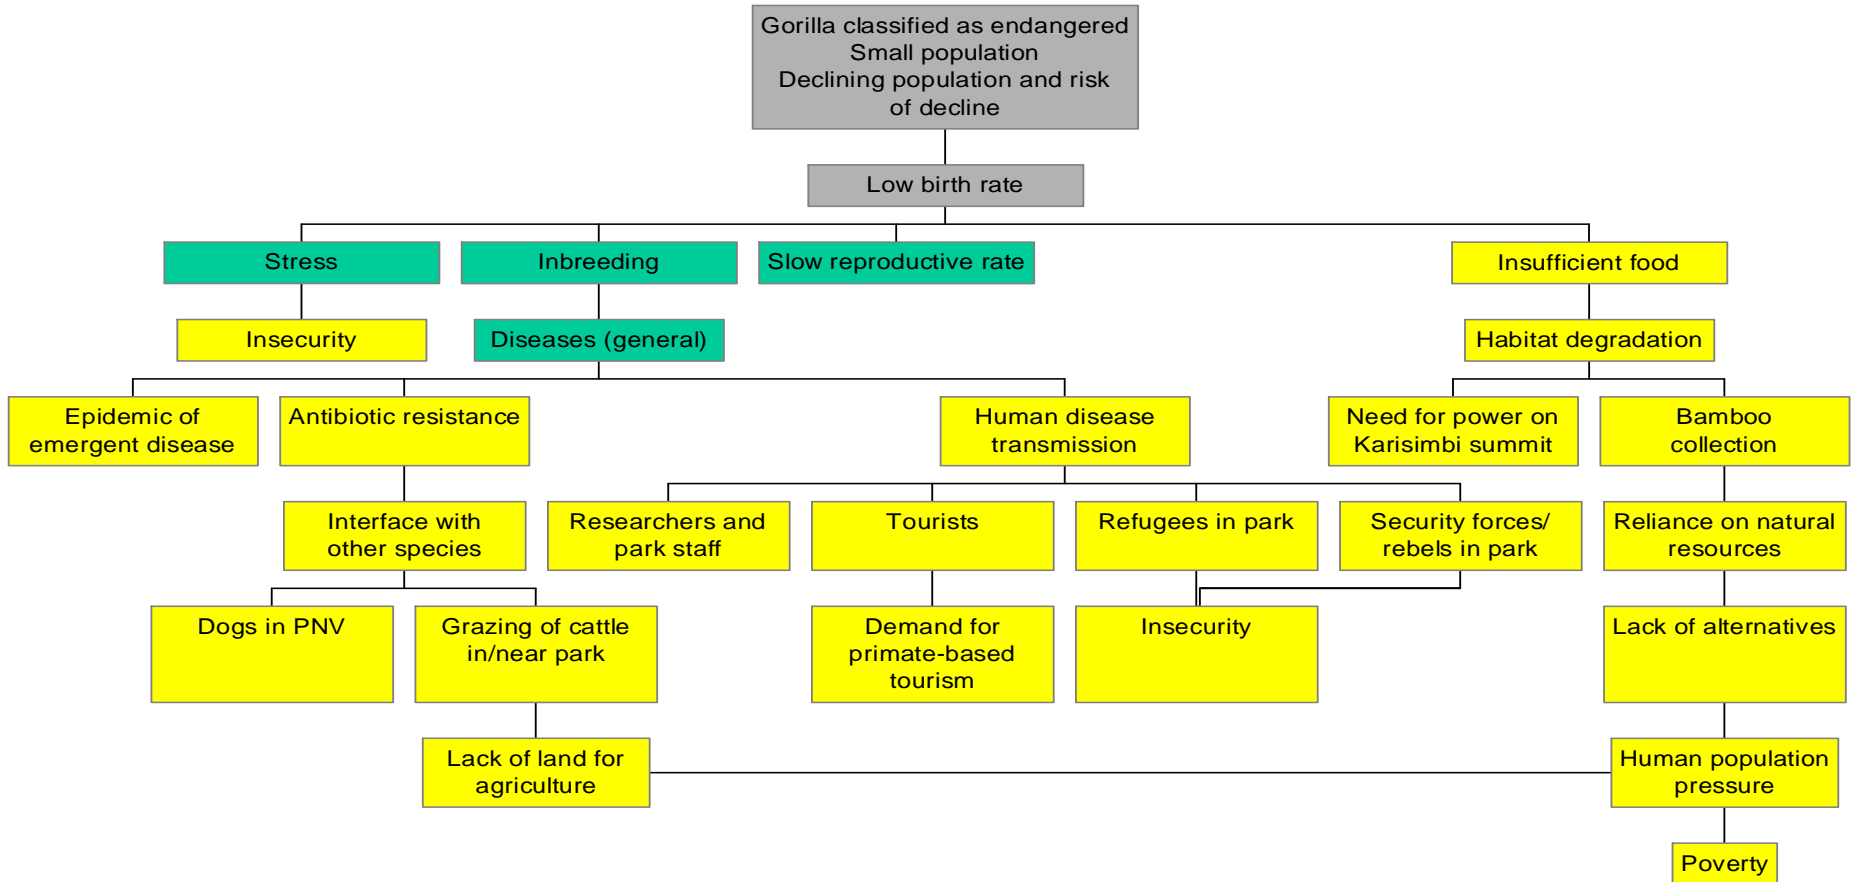 Gorilla classified as endangered
Small population
Declining population and risk
of decline
Low birth rate
Stress
Inbreeding
Slow reproductive rate
Insufficient food
Insecurity
Diseases (general)
Habitat degradation
Epidemic of
emergent disease
Antibiotic resistance
Human disease
transmission
Need for power on
Karisimbi summit
Bamboo
collection
Interface with
other species
Researchers and
park staff
Tourists
Refugees in park
Security forces/
rebels in park
Reliance on natural
resources
Dogs in PNV
Grazing of cattle
in/near park
Demand for
primate-based
tourism
Insecurity
Lack of alternatives
Lack of land for
agriculture
Human population
pressure
Poverty